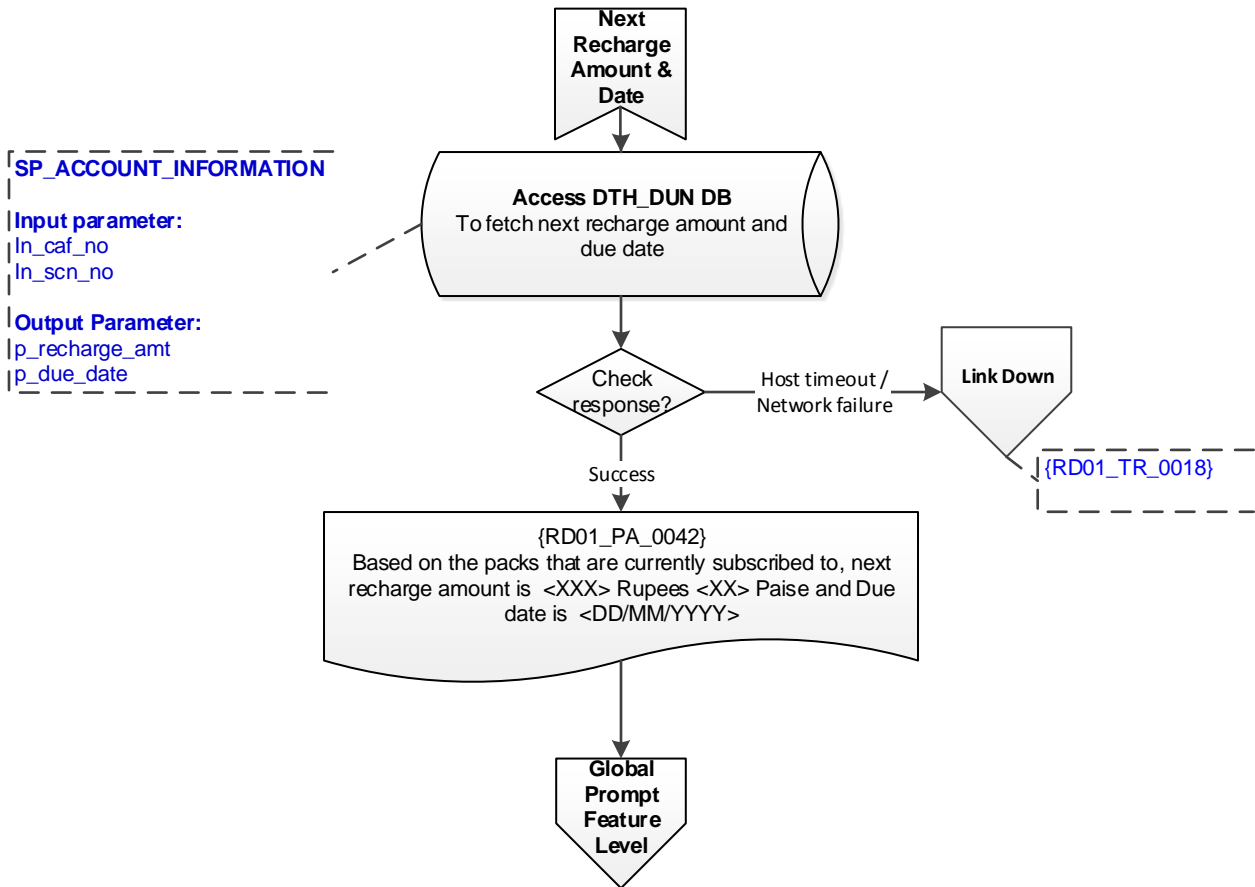 Next
Recharge
Amount &
Date
SP_ACCOUNT_INFORMATION
Input parameter:
In_caf_no
In_scn_no
Output Parameter:
p_recharge_amt
p_due_date
Access DTH_DUN DB
To fetch next recharge amount and
due date
Check
response?
Host timeout /
Network failure
Link Down
{RD01_TR_0018}
Success
{RD01_PA_0042}
Based on the packs that are currently subscribed to, next
recharge amount is <XXX> Rupees <XX> Paise and Due
date is <DD/MM/YYYY>
Global
Prompt
Feature
Level